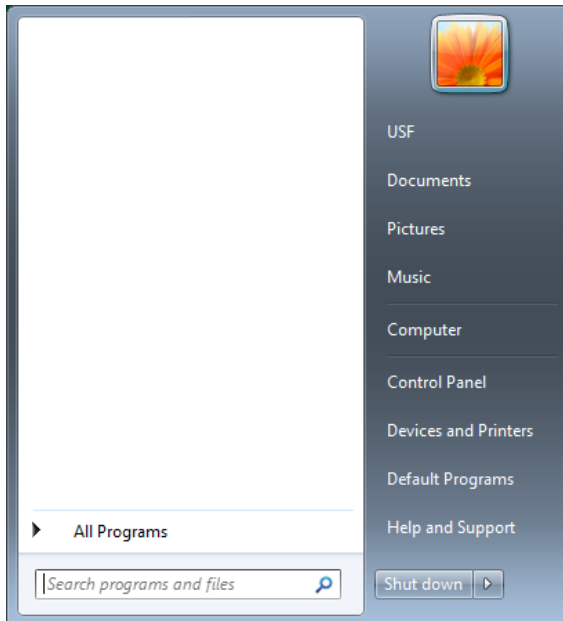 USF
Documents
Pictures
Music
Computer
Control Panel
Devices and Printers
Default Programs
Help and Support
All Programs
Search programs and files
Shut down